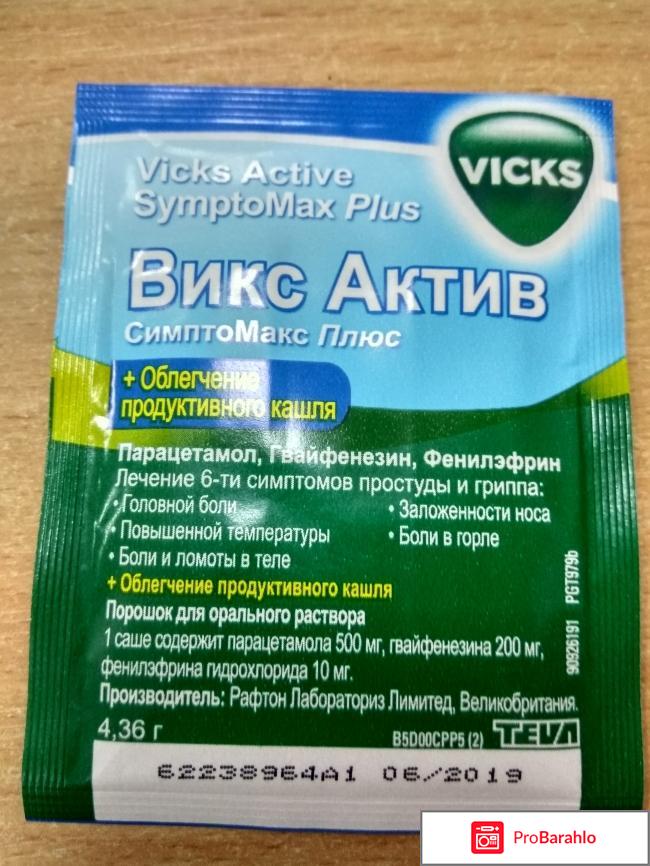 VICKS
Vicks Active
SymptoMax Plus
Викс Актив
СимптоМакс Плюс
+ Облегчение
продуктивного кашля
Парацетамол, Гвайфенезин, Фенилэфрин
Лечение 6-ти симптомов простуды и гриппа:
• Головной боли
• Заложенности носа
• Повышенной температуры
• Боли в горле
• Боли и ломоты в теле
+ Облегчение продуктивного кашля
Порошок для орального раствора
1 саше содержит парацетамола 500 мг, гвайфенезина 200 мг,
фенилэфрина гидрохлорида 10 мг.
Производитель: Рафтон Лабораториз Лимитед, Великобритания.
4,36 г
B5D00CPP5 (2) TEVA
90926191 PGT979b
62238964A1 06/2019
ProBarahlo